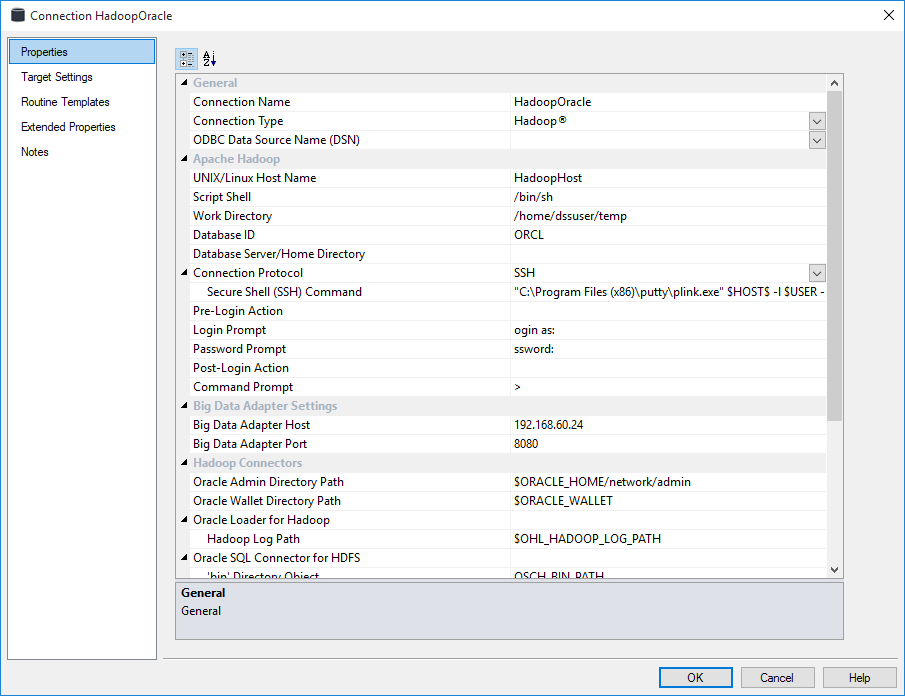 Connection HadoopOracle
Properties
Target Settings
Routine Templates
Extended Properties
Notes
General
Connection Name HadoopOracle
Connection Type Hadoop®
ODBC Data Source Name (DSN)
Apache Hadoop
UNIX/Linux Host Name HadoopHost
Script Shell /bin/sh
Work Directory /home/dssuser/temp
Database ID ORCL
Database Server/Home Directory
Connection Protocol SSH
Secure Shell (SSH) Command "C:\Program Files (x86)\putty\plink.exe" $HOST$ -l $USER -
Pre-Login Action
Login Prompt ogin as:
Password Prompt ssword:
Post-Login Action
Command Prompt >
Big Data Adapter Settings
Big Data Adapter Host 192.168.60.24
Big Data Adapter Port 8080
Hadoop Connectors
Oracle Admin Directory Path $ORACLE_HOME/network/admin
Oracle Wallet Directory Path $ORACLE_WALLET
Oracle Loader for Hadoop
Hadoop Log Path $OHL_HADOOP_LOG_PATH
Oracle SQL Connector for HDFS
'bin' Directory Object OSCH_BIN_PATH
General
General
OK Cancel Help